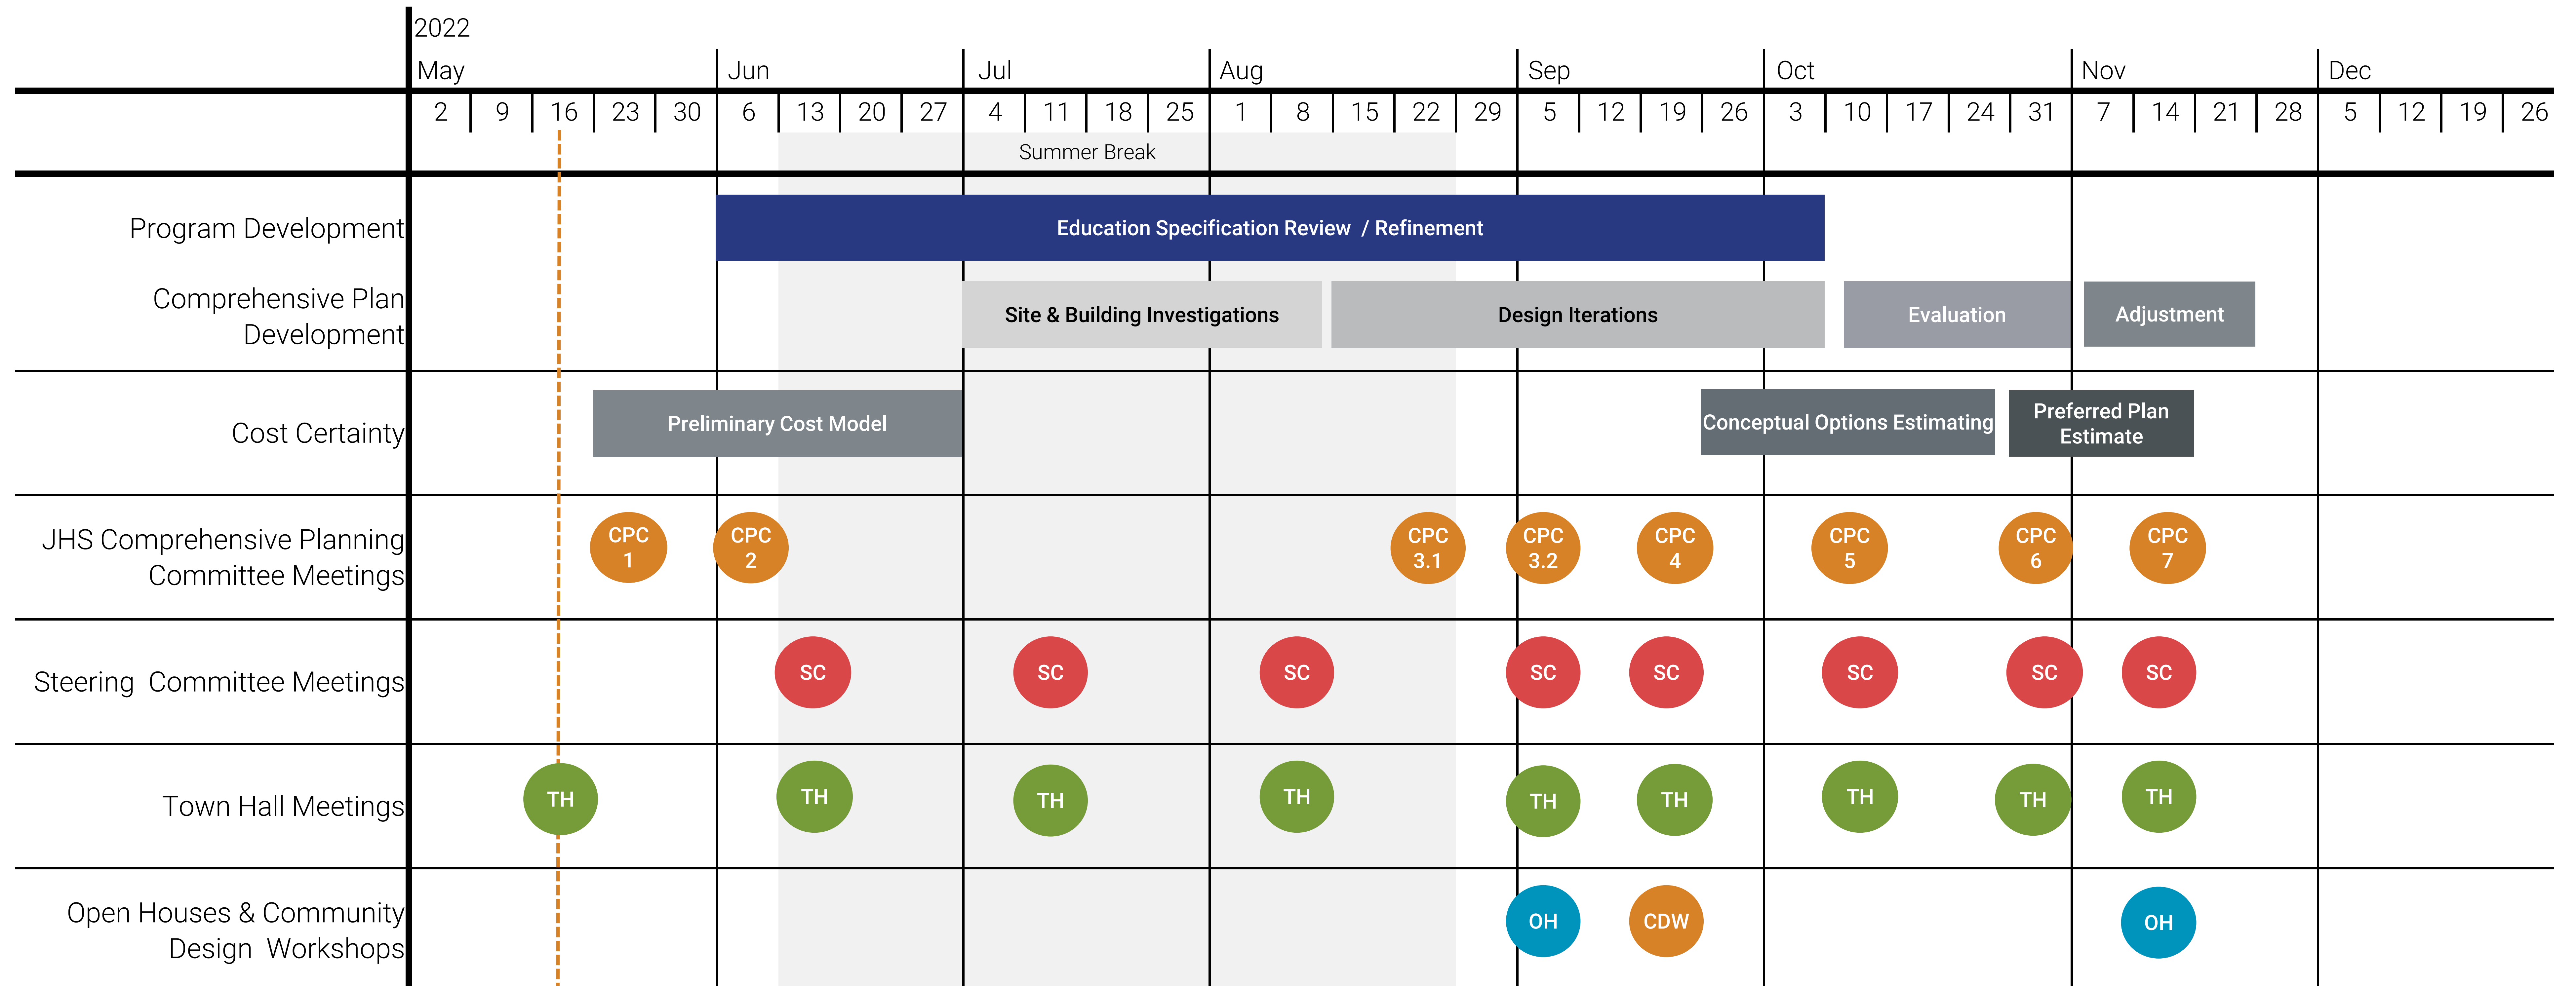 2022
May Jun Jul Aug Sep Oct Nov Dec
2 9 16 23 30 6 13 20 27 4 11 18 25 1 8 15 22 29 5 12 19 26 3 10 17 24 31 7 14 21 28 5 12 19 26
Summer Break
Program Development
Education Specification Review / Refinement
Comprehensive Plan
Development
Site & Building Investigations
Design Iterations
Evaluation
Adjustment
Cost Certainty
Preliminary Cost Model
Conceptual Options Estimating
Preferred Plan
Estimate
JHS Comprehensive Planning
Committee Meetings
CPC
1
CPC
2
CPC
3.1
CPC
3.2
CPC
4
CPC
5
CPC
6
CPC
7
Steering Committee Meetings
SC SC SC SC SC SC SC SC
Town Hall Meetings
TH TH TH TH TH TH TH TH TH
Open Houses & Community
Design Workshops
OH CDW OH